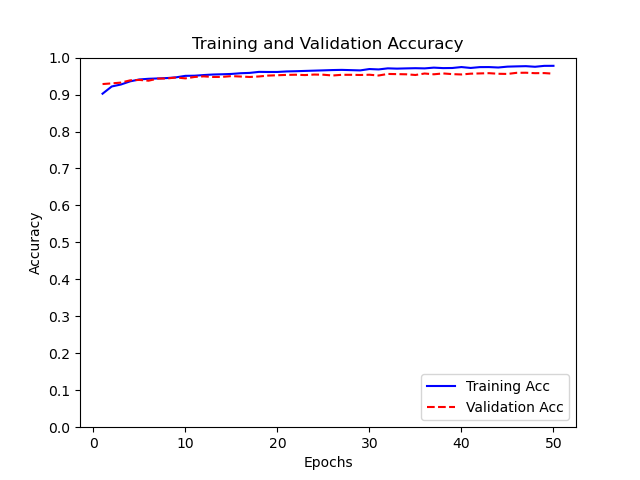 Training and Validation Accuracy
1.0
0.9
0.8
0.7
0.6
0.5
0.4
0.3
0.2
0.1
0.0
Accuracy
0 10 20 30 40 50
Epochs
Training Acc
Validation Acc